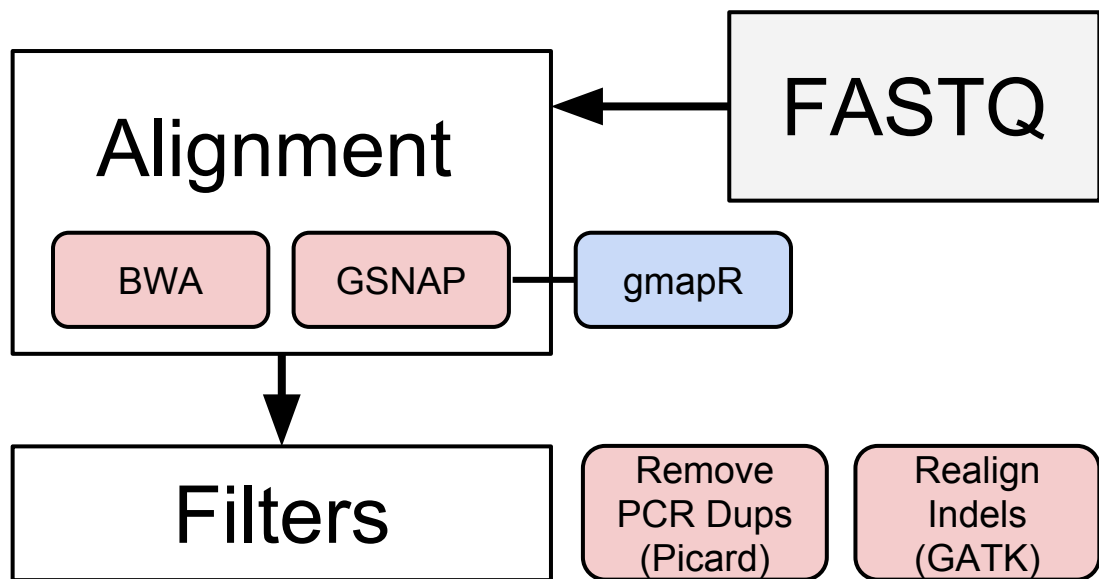 FASTQ
Alignment
BWA
GSNAP
gmapR
Filters
Remove
PCR Dups
(Picard)
Realign
Indels
(GATK)